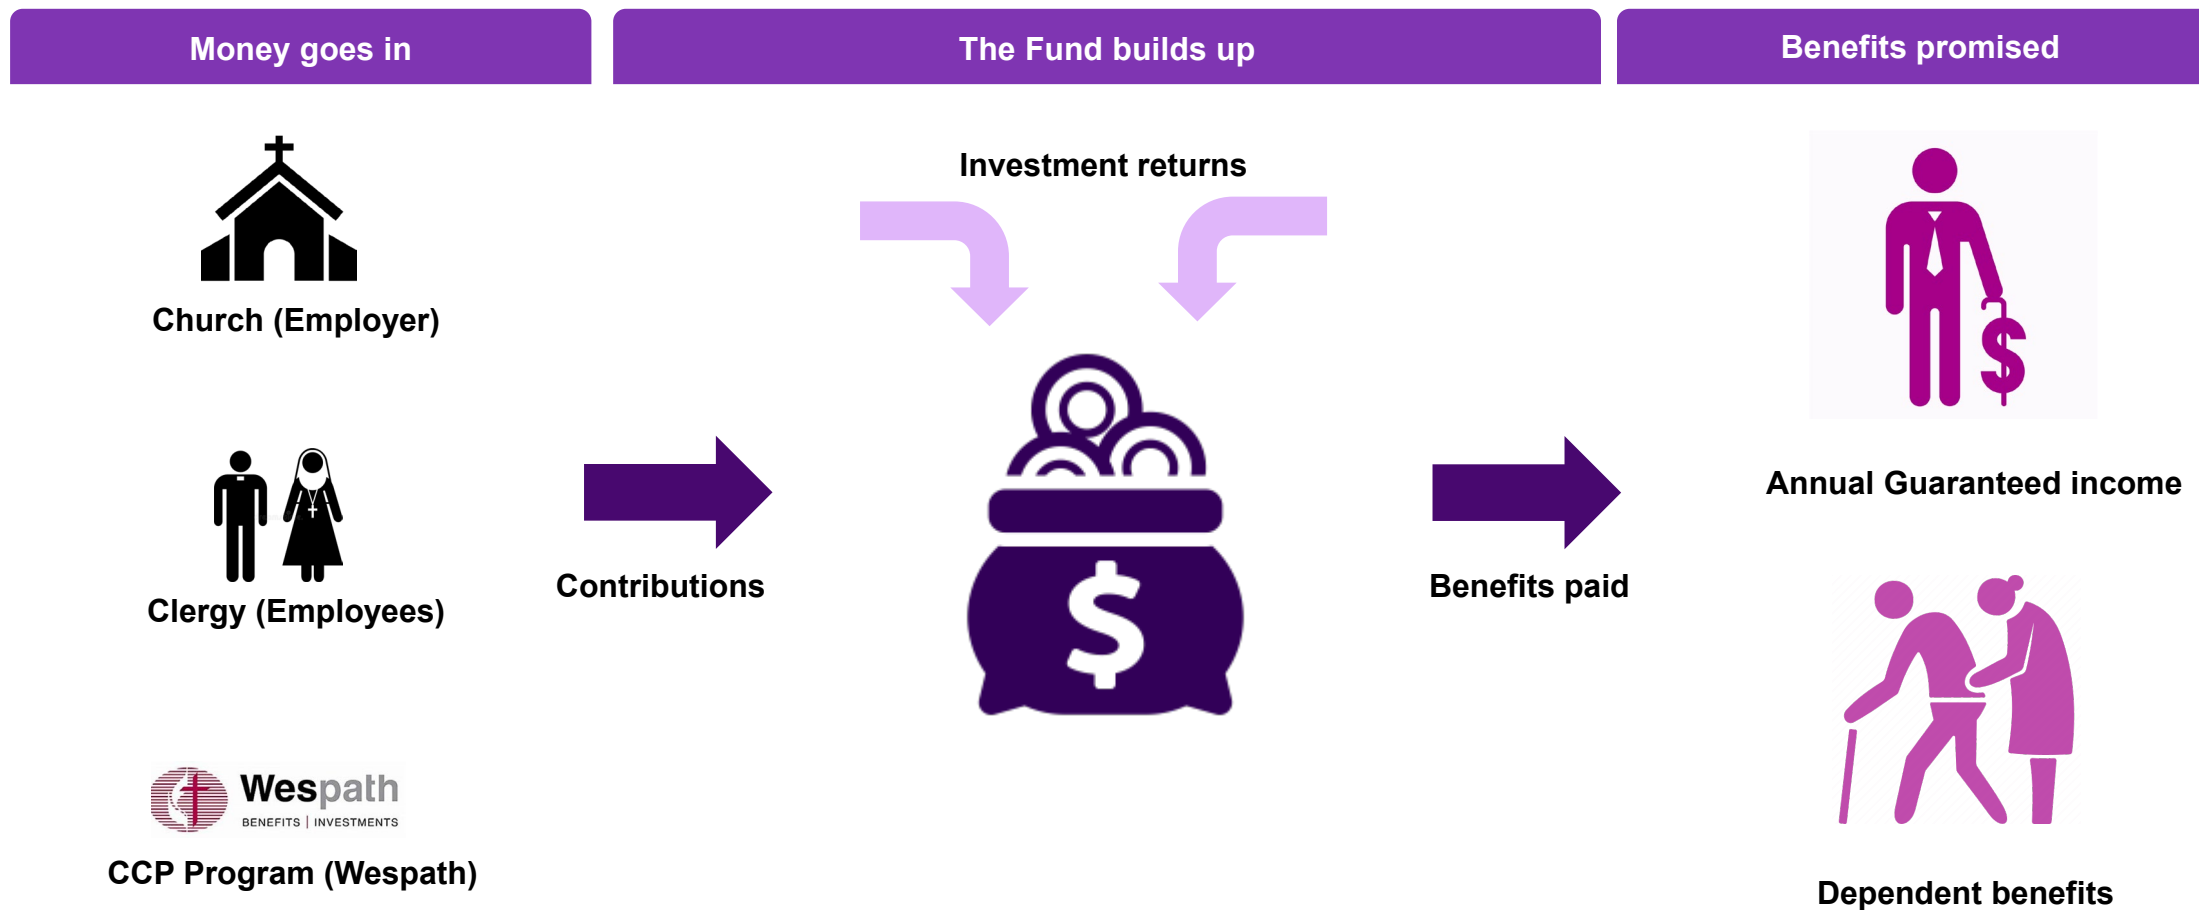 Money goes in
The Fund builds up
Benefits promised
Investment returns
Church (Employer)
Clergy (Employees)
Contributions
$
Benefits paid
$
Annual Guaranteed income
Wespath
BENEFITS | INVESTMENTS
CCP Program (Wespath)
Dependent benefits